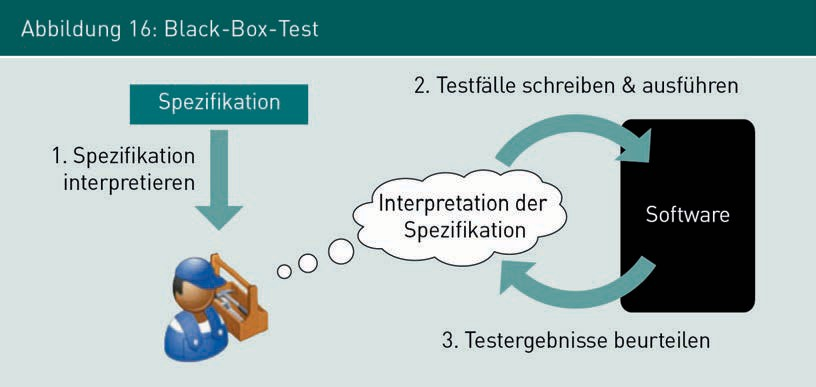 Abbildung 16: Black-Box-Test
Spezifikation
1. Spezifikation
interpretieren
2. Testfälle schreiben & ausführen
Interpretation der
Spezifikation
Software
3. Testergebnisse beurteilen